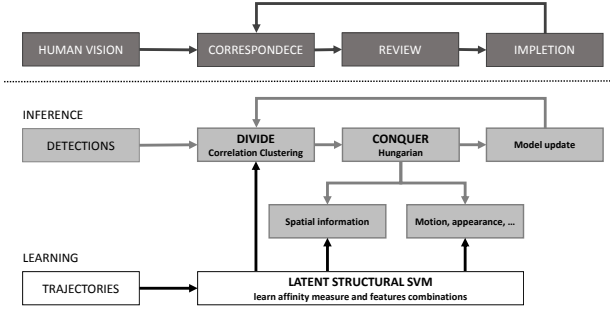 HUMAN VISION
CORRESPONDECE
REVIEW
IMPLETION
INFERENCE
DETECTIONS
DIVIDE
Correlation Clustering
CONQUER
Hungarian
Model update
Spatial information
Motion, appearance, ...
LEARNING
TRAJECTORIES
LATENT STRUCTURAL SVM
learn affinity measure and features combinations